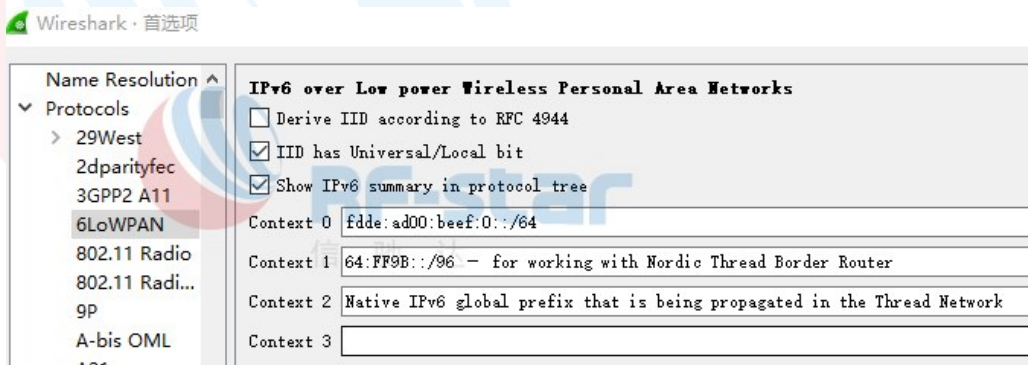 Wireshark · 首选项
Name Resolution
Protocols
29West
2dparityfec
3GPP2 A11
6LoWPAN
802.11 Radio
802.11 Radi...
9P
A-bis OML
IPv6 over Low power Wireless Personal Area Networks
Derive IID according to RFC 4944
IID has Universal/Local bit
Show IPv6 summary in protocol tree
Context 0 fdde:ad00:beef:0::/64
Context 1 64:FF9B::/96 — for working with Nordic Thread Border Router
Context 2 Native IPv6 global prefix that is being propagated in the Thread Network
Context 3
RF-star
信驰达